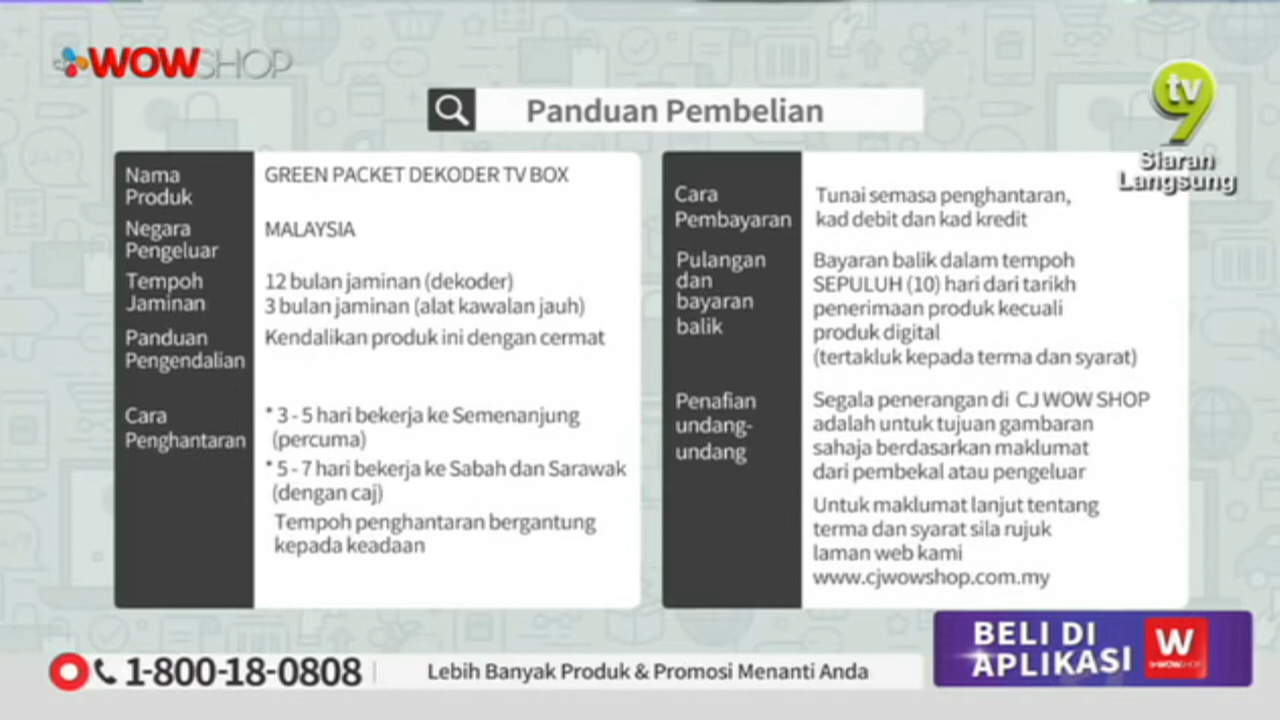 WOWSHOP
tv9
Siaran
Langsung
Panduan Pembelian
Nama
Produk
GREEN PACKET DEKODER TV BOX
Negara
Pengeluar
MALAYSIA
Tempoh
Jaminan
12 bulan jaminan (dekoder)
3 bulan jaminan (alat kawalan jauh)
Panduan
Pengendalian
Kendalikan produk ini dengan cermat
Cara
Penghantaran
* 3 - 5 hari bekerja ke Semenanjung
(percuma)
* 5 - 7 hari bekerja ke Sabah dan Sarawak
(dengan caj)
Tempoh penghantaran bergantung
kepada keadaan
Cara
Pembayaran
Tunai semasa penghantaran,
kad debit dan kad kredit
Pulangan
dan
bayaran
balik
Bayaran balik dalam tempoh
SEPULUH (10) hari dari tarikh
penerimaan produk kecuali
produk digital
(tertakluk kepada terma dan syarat)
Penafian
undang-
undang
Segala penerangan di CJ WOW SHOP
adalah untuk tujuan gambaran
sahaja berdasarkan maklumat
dari pembekal atau pengeluar
Untuk maklumat lanjut tentang
terma dan syarat sila rujuk
laman web kami
www.cjwowshop.com.my
1-800-18-0808
Lebih Banyak Produk & Promosi Menanti Anda
BELI DI
APLIKASI
W
WOWSHOP